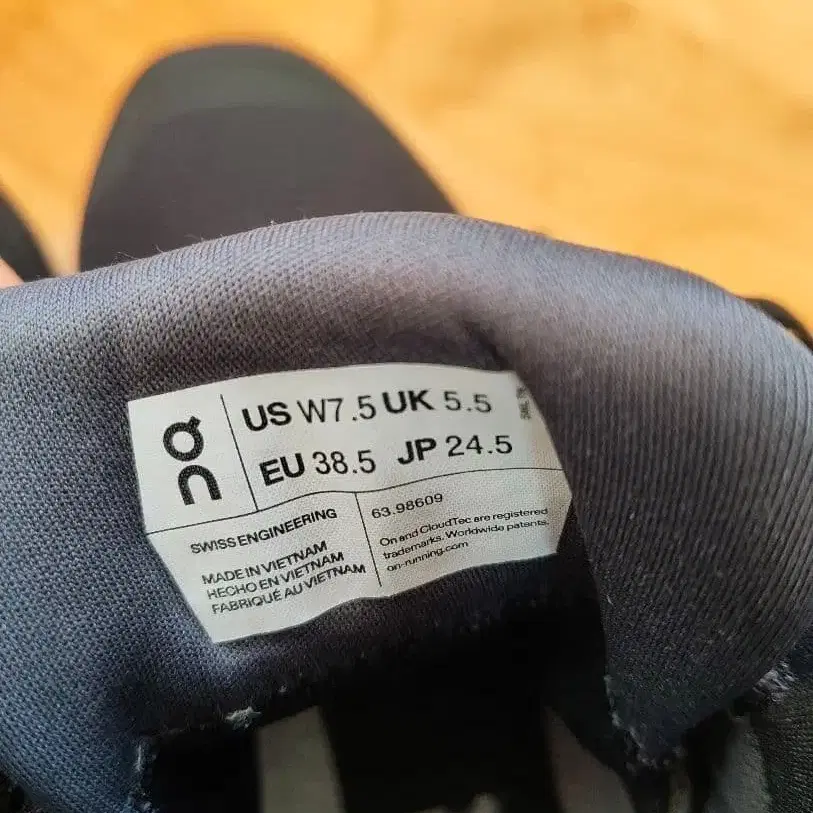 On
US W7.5 UK 5.5
EU 38.5 JP 24.5
SWISS ENGINEERING
MADE IN VIETNAM
HECHO EN VIETNAM
FABRIQUÉ AU VIETNAM
63.98609
On and CloudTec are registered
trademarks. Worldwide patents.
on-running.com